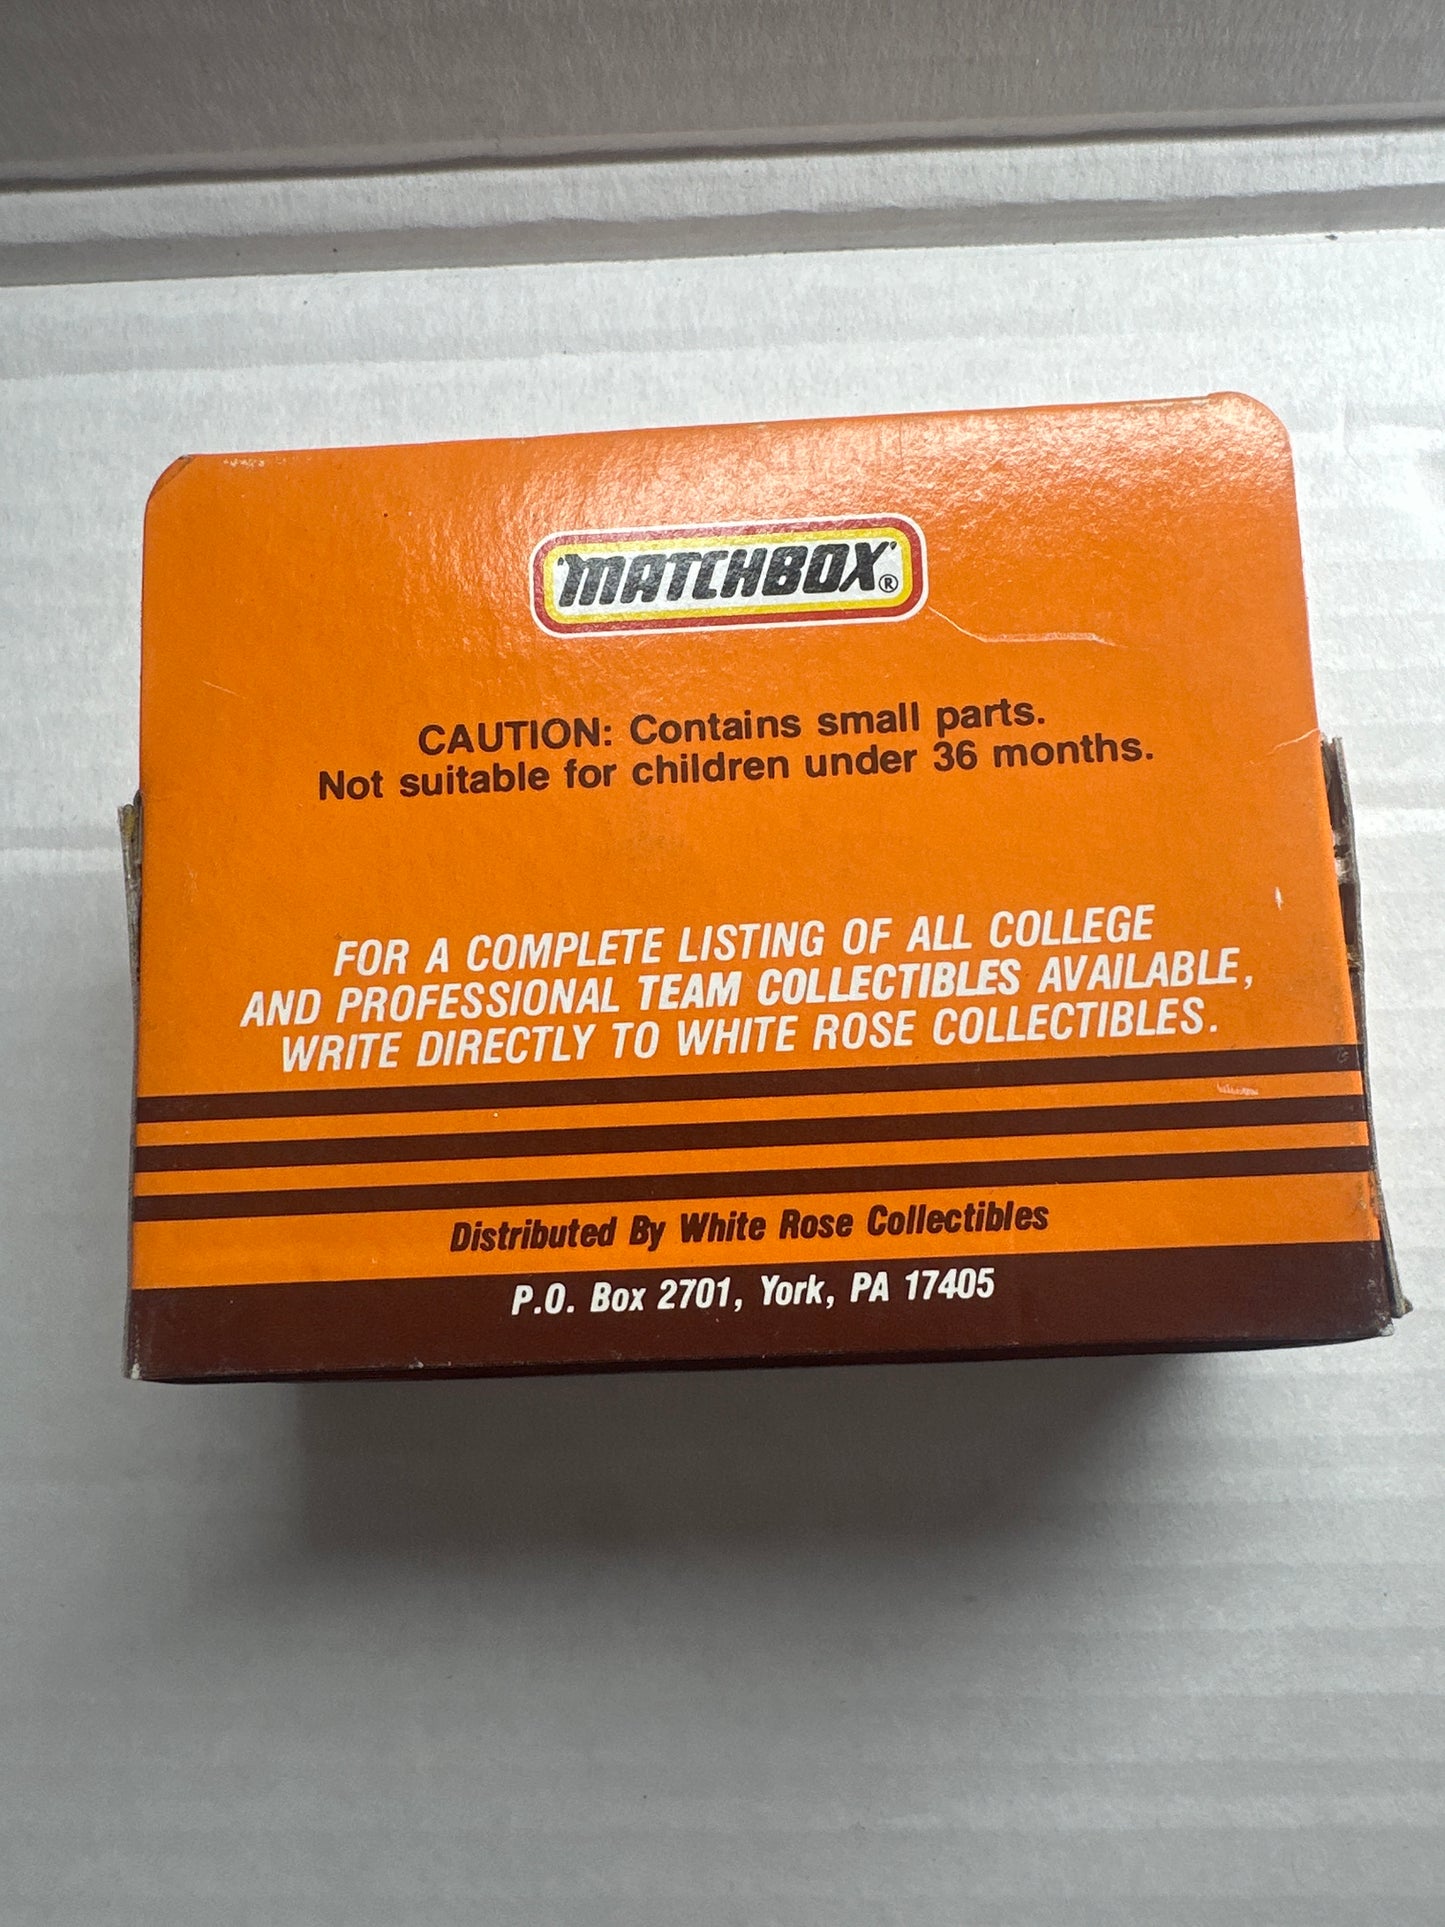 MATCHBOX®
CAUTION: Contains small parts.
Not suitable for children under 36 months.
FOR A COMPLETE LISTING OF ALL COLLEGE
AND PROFESSIONAL TEAM COLLECTIBLES AVAILABLE,
WRITE DIRECTLY TO WHITE ROSE COLLECTIBLES.
Distributed By White Rose Collectibles
P.O. Box 2701, York, PA 17405